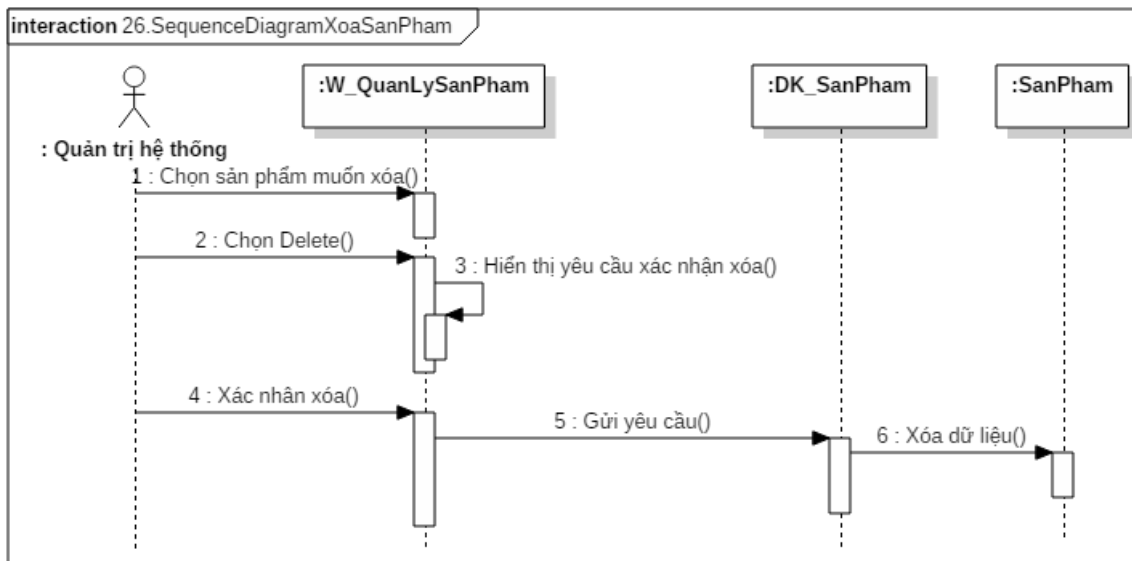 interaction 26.SequenceDiagramXoaSanPham
:W_QuanLySanPham
:DK_SanPham
:SanPham
: Quản trị hệ thống
1 : Chọn sản phẩm muốn xóa()
2 : Chọn Delete()
3 : Hiển thị yêu cầu xác nhận xóa()
4 : Xác nhân xóa()
5 : Gửi yêu cầu()
6 : Xóa dữ liệu()